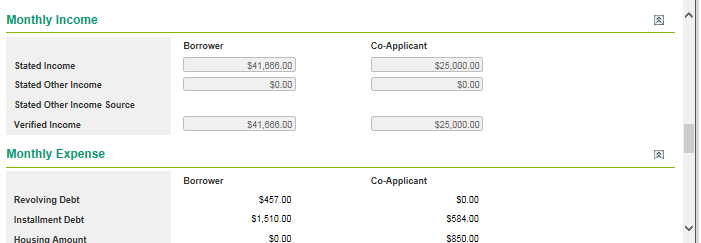 Monthly Income
Borrower Co-Applicant
Stated Income $41,666.00 $25,000.00
Stated Other Income $0.00 $0.00
Stated Other Income Source
Verified Income $41,666.00 $25,000.00
Monthly Expense
Borrower Co-Applicant
Revolving Debt $457.00 $0.00
Installment Debt $1,510.00 $584.00
Housing Amount $0.00 $850.00